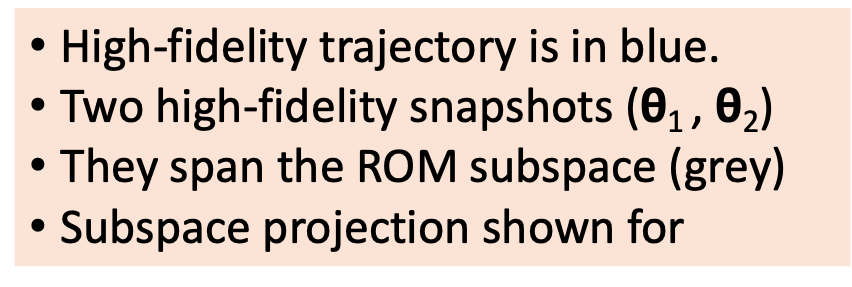 • High-fidelity trajectory is in blue.
• Two high-fidelity snapshots (θ₁, θ₂)
• They span the ROM subspace (grey)
• Subspace projection shown for